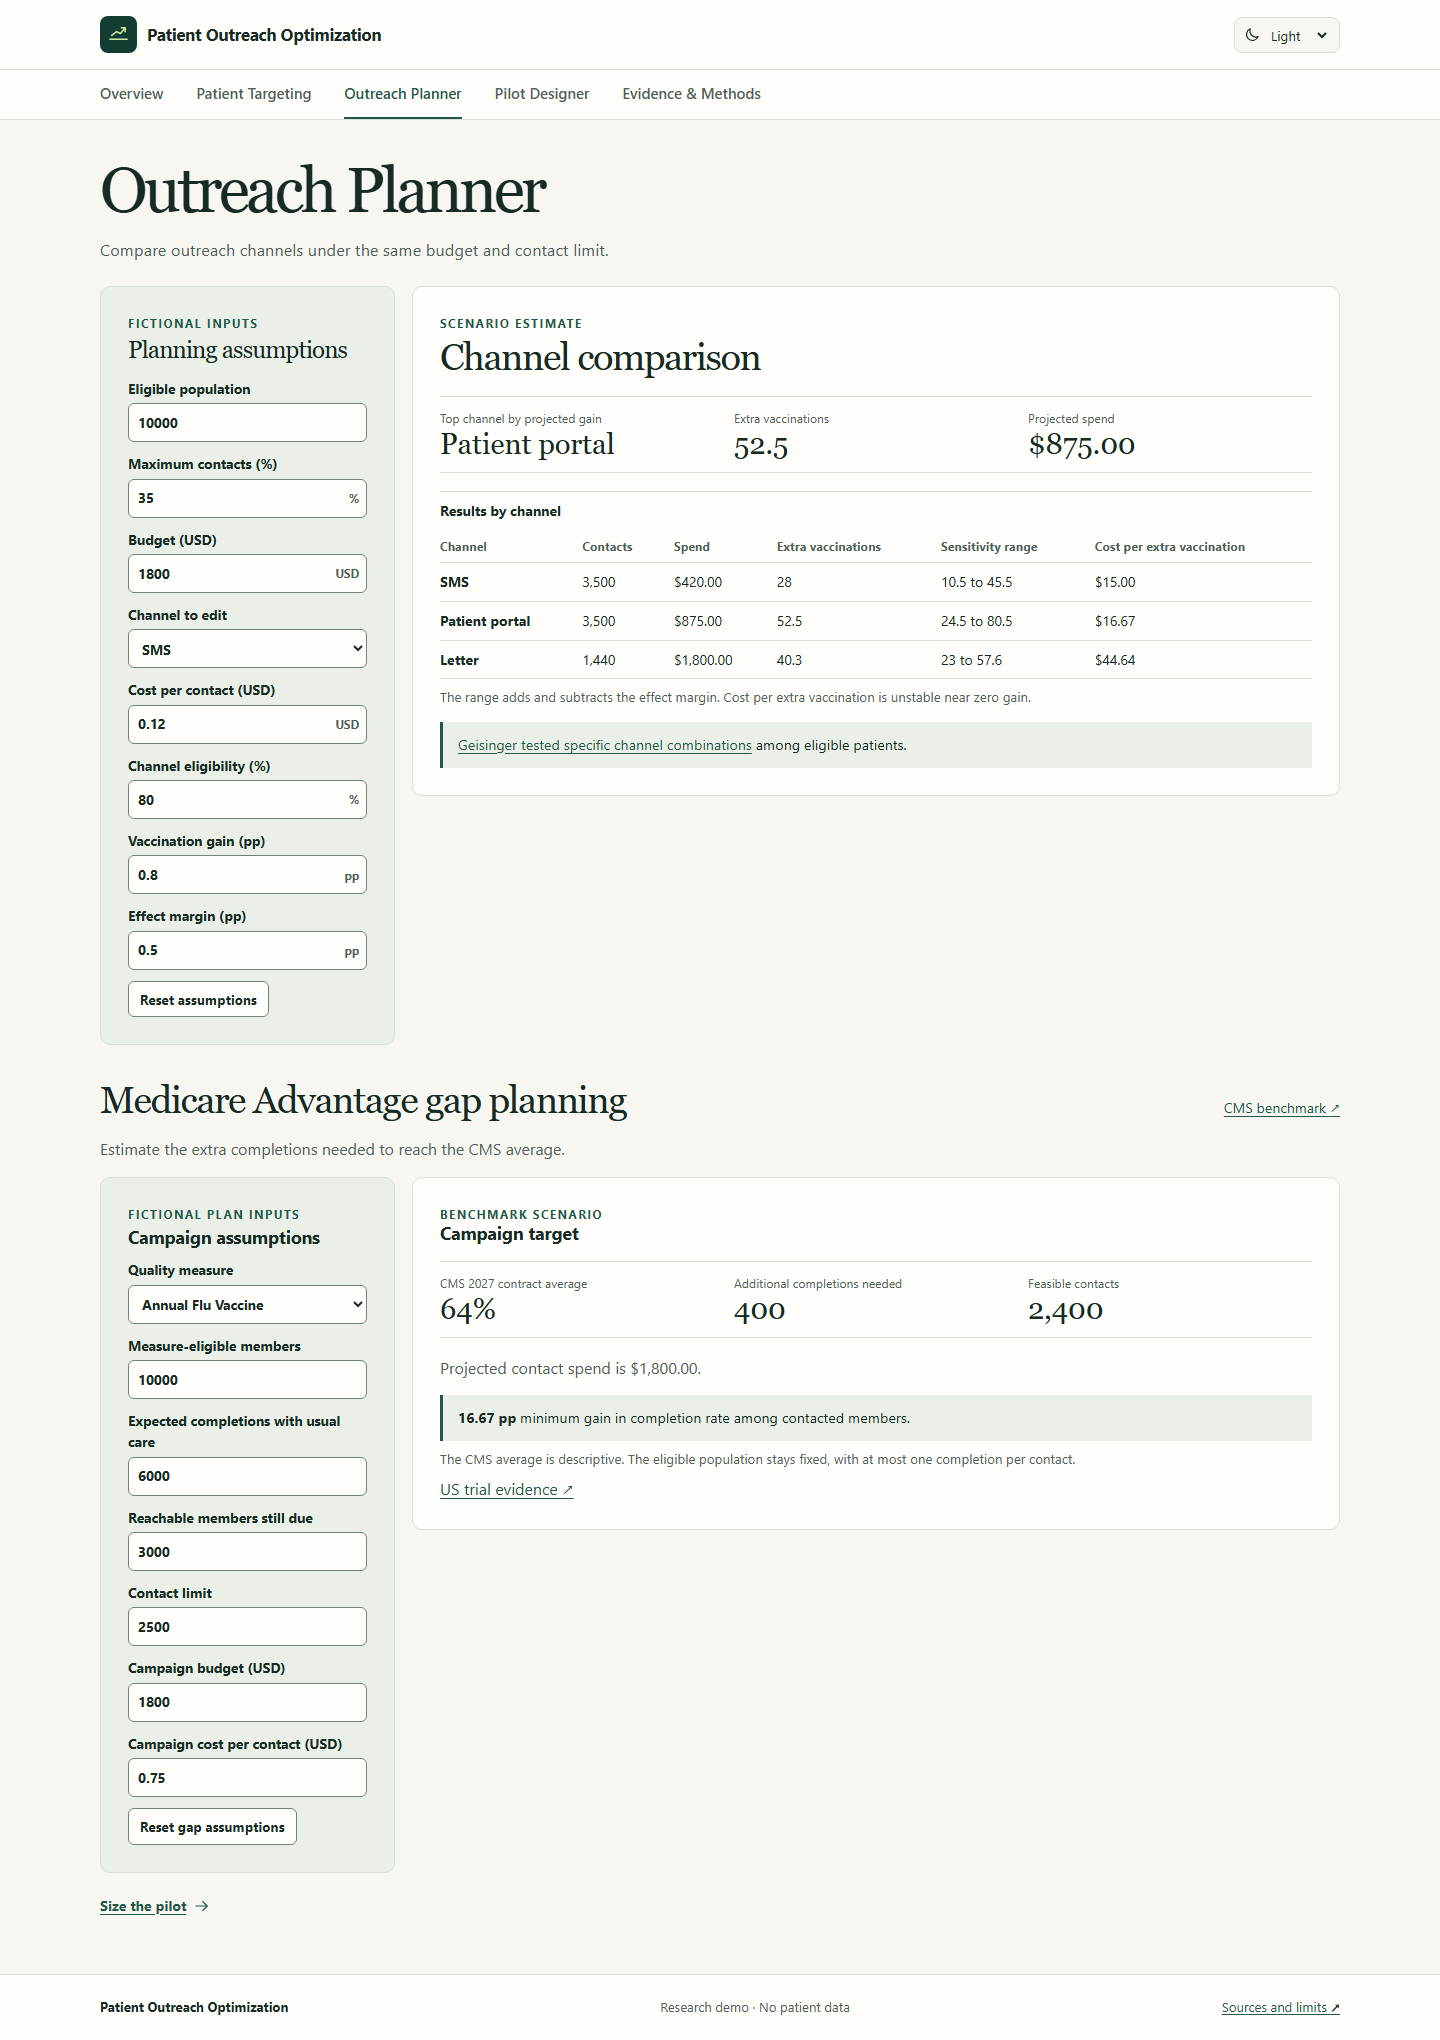 Patient Outreach Optimization
Light
Overview Patient Targeting Outreach Planner Pilot Designer Evidence & Methods
Outreach Planner
Compare outreach channels under the same budget and contact limit.
FICTIONAL INPUTS
Planning assumptions
Eligible population
10000
Maximum contacts (%)
35 %
Budget (USD)
1800 USD
Channel to edit
SMS
Cost per contact (USD)
0.12 USD
Channel eligibility (%)
80 %
Vaccination gain (pp)
0.8 pp
Effect margin (pp)
0.5 pp
Reset assumptions
SCENARIO ESTIMATE
Channel comparison
Top channel by projected gain Extra vaccinations Projected spend
Patient portal 52.5 $875.00
Results by channel
Channel Contacts Spend Extra vaccinations Sensitivity range Cost per extra vaccination
SMS 3,500 $420.00 28 10.5 to 45.5 $15.00
Patient portal 3,500 $875.00 52.5 24.5 to 80.5 $16.67
Letter 1,440 $1,800.00 40.3 23 to 57.6 $44.64
The range adds and subtracts the effect margin. Cost per extra vaccination is unstable near zero gain.
Geisinger tested specific channel combinations among eligible patients.
Medicare Advantage gap planning
CMS benchmark ↗
Estimate the extra completions needed to reach the CMS average.
FICTIONAL PLAN INPUTS
Campaign assumptions
Quality measure
Annual Flu Vaccine
Measure-eligible members
10000
Expected completions with usual
care
6000
Reachable members still due
3000
Contact limit
2500
Campaign budget (USD)
1800
Campaign cost per contact (USD)
0.75
Reset gap assumptions
BENCHMARK SCENARIO
Campaign target
CMS 2027 contract average Additional completions needed Feasible contacts
64% 400 2,400
Projected contact spend is $1,800.00.
16.67 pp minimum gain in completion rate among contacted members.
The CMS average is descriptive. The eligible population stays fixed, with at most one completion per contact.
US trial evidence ↗
Size the pilot →
Patient Outreach Optimization Research demo · No patient data Sources and limits ↗